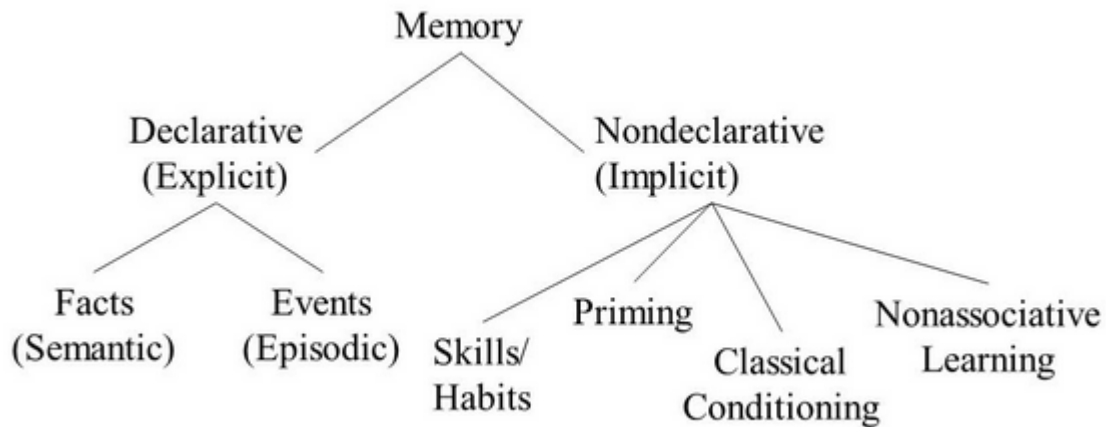 Memory
Declarative
(Explicit)
Nondeclarative
(Implicit)
Facts
(Semantic)
Events
(Episodic)
Skills/
Habits
Priming
Classical
Conditioning
Nonassociative
Learning